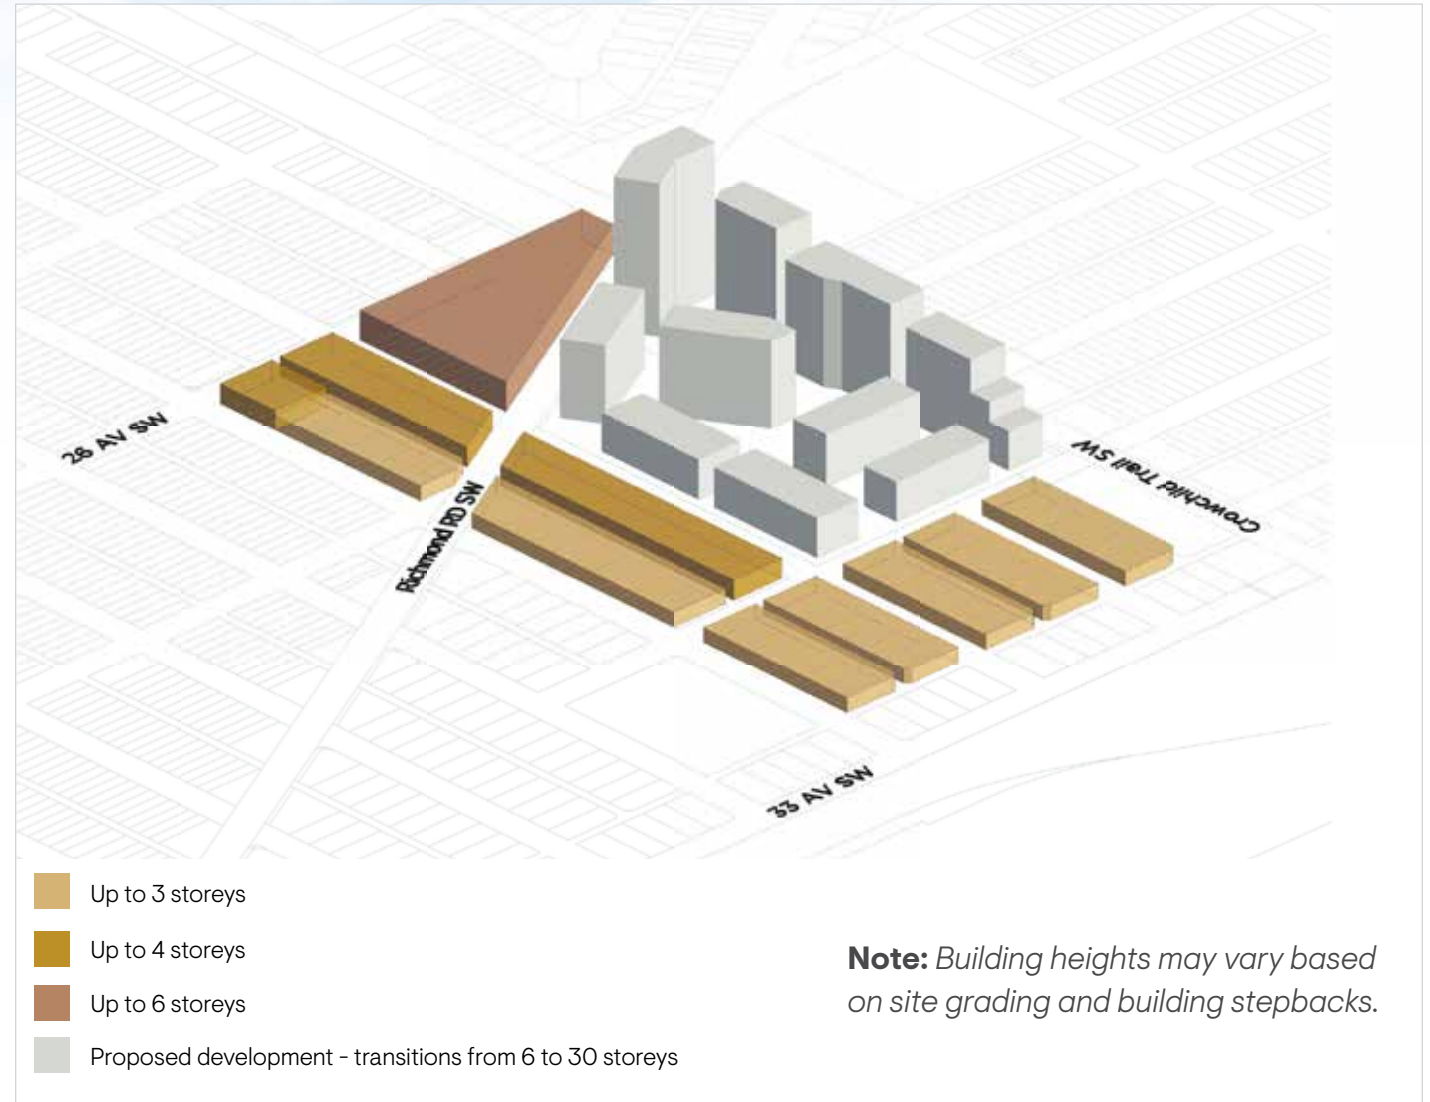 26 AV SW
Richmond RD SW
Crowchild Trail SW
33 AV SW
Up to 3 storeys
Up to 4 storeys
Up to 6 storeys
Proposed development - transitions from 6 to 30 storeys
Note: Building heights may vary based
on site grading and building stepbacks.